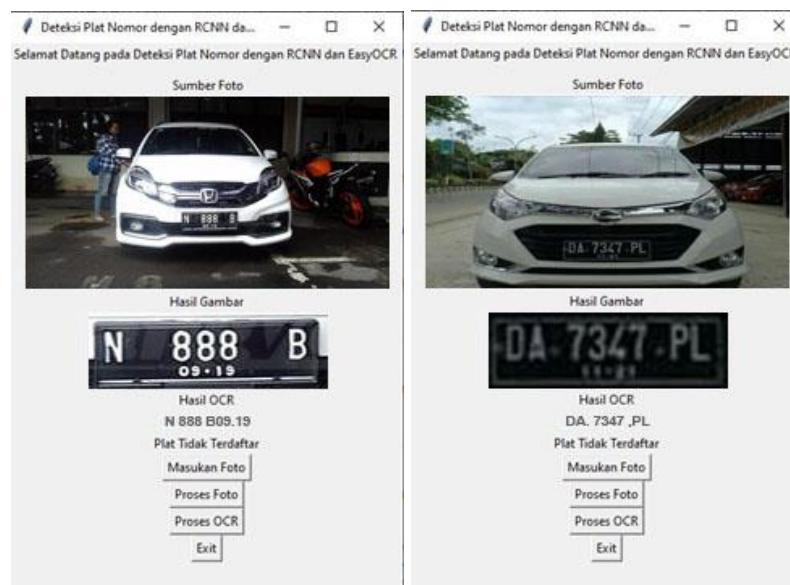 Deteksi Plat Nomor dengan RCNN da...
Selamat Datang pada Deteksi Plat Nomor dengan RCNN dan EasyOCR
Sumber Foto
N 888 B
09-19
Hasil Gambar
N 888 B
09•19
Hasil OCR
N 888 B09.19
Plat Tidak Terdaftar
Masukan Foto
Proses Foto
Proses OCR
Exit
Deteksi Plat Nomor dengan RCNN da...
Selamat Datang pada Deteksi Plat Nomor dengan RCNN dan EasyOC
Sumber Foto
DA 7347 PL
Hasil Gambar
DA 7347 PL
Hasil OCR
DA. 7347 ,PL
Plat Tidak Terdaftar
Masukan Foto
Proses Foto
Proses OCR
Exit